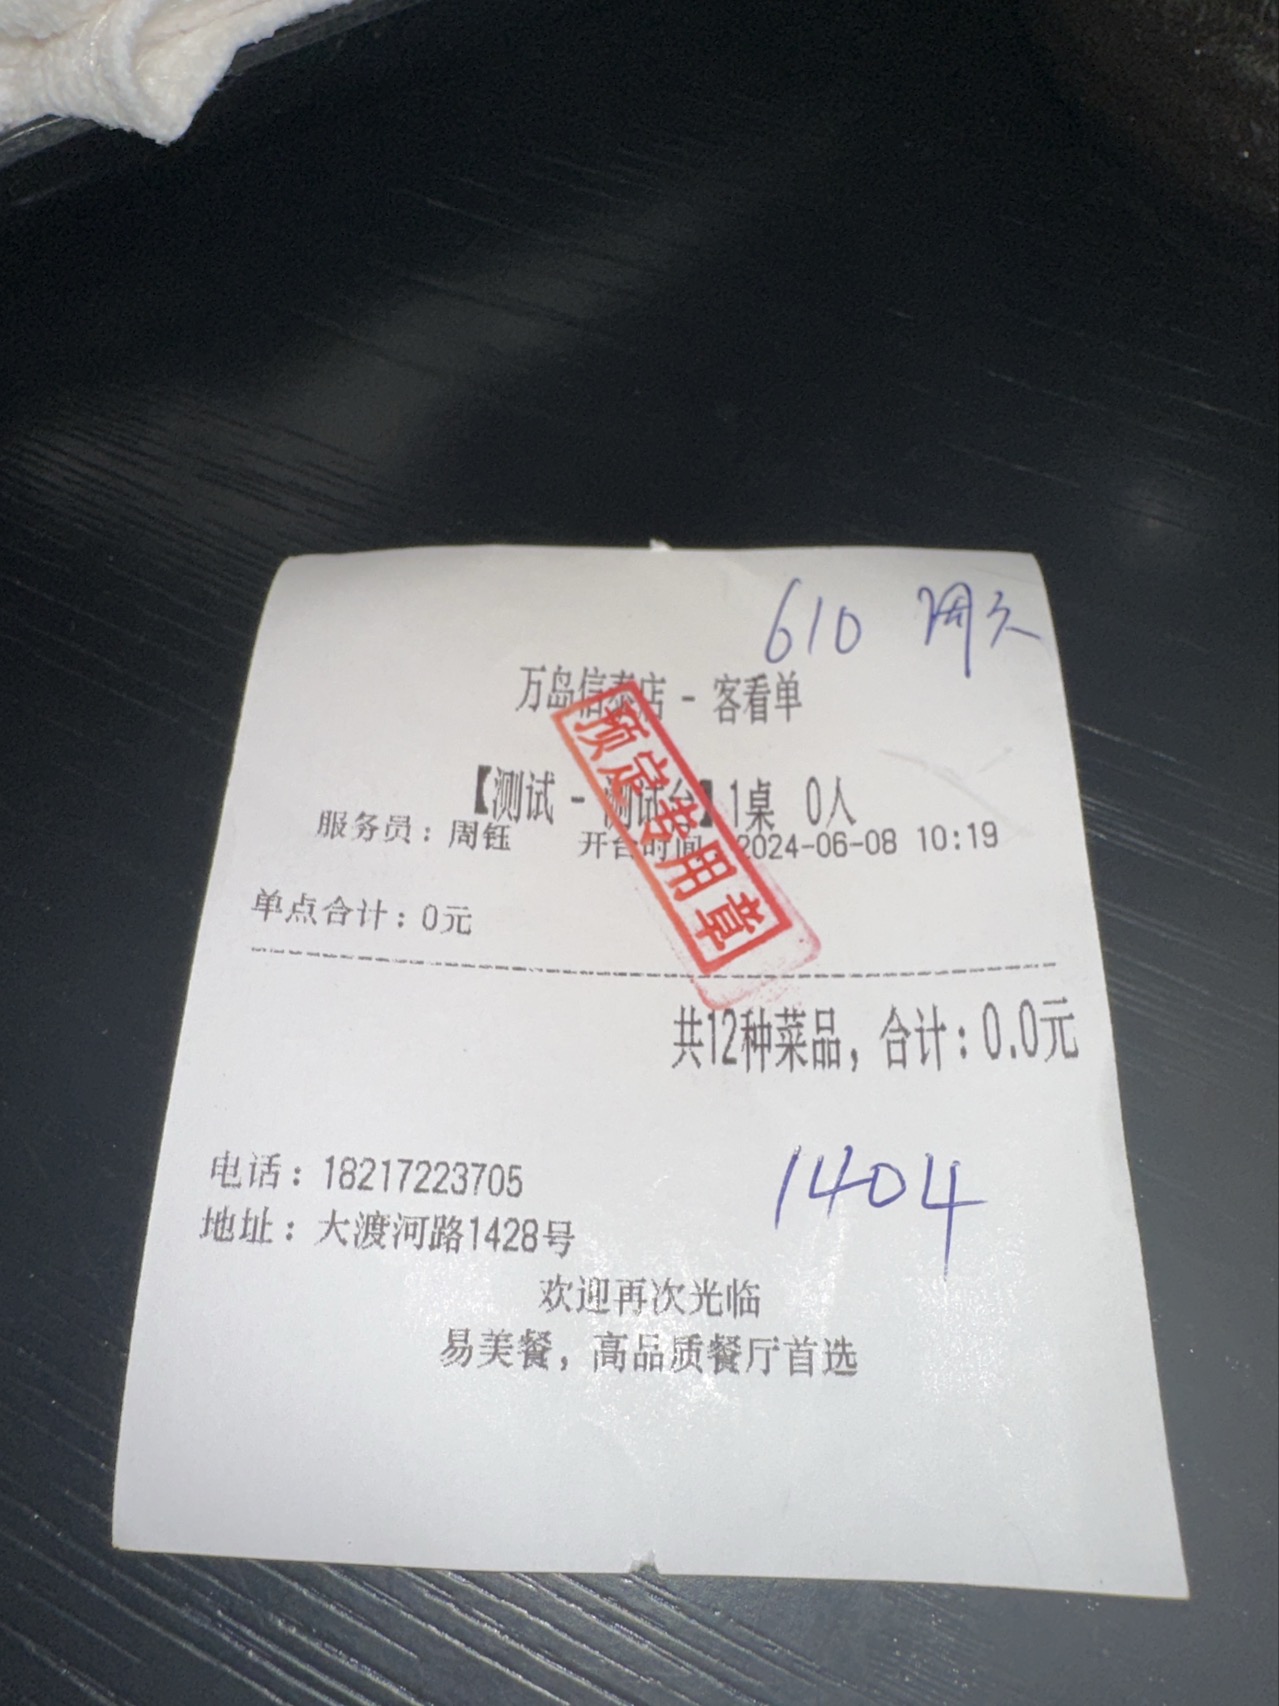 610
万岛信泰店 - 客看单
【测试 - 测试台】1桌 0人
服务员：周钰 开台时间 2024-06-08 10:19
预定专用章
单点合计：0元
共12种菜品，合计：0.0元
1404
电话：18217223705
地址：大渡河路1428号
欢迎再次光临
易美餐，高品质餐厅首选